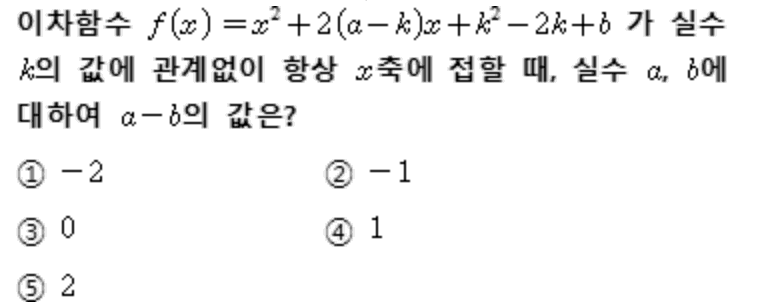 이차함수 f(x)=x²+2(a-k)x+k²-2k+b 가 실수
k의 값에 관계없이 항상 x축에 접할 때, 실수 a, b에
대하여 a-b의 값은?
① -2 ② -1
③ 0 ④ 1
⑤ 2